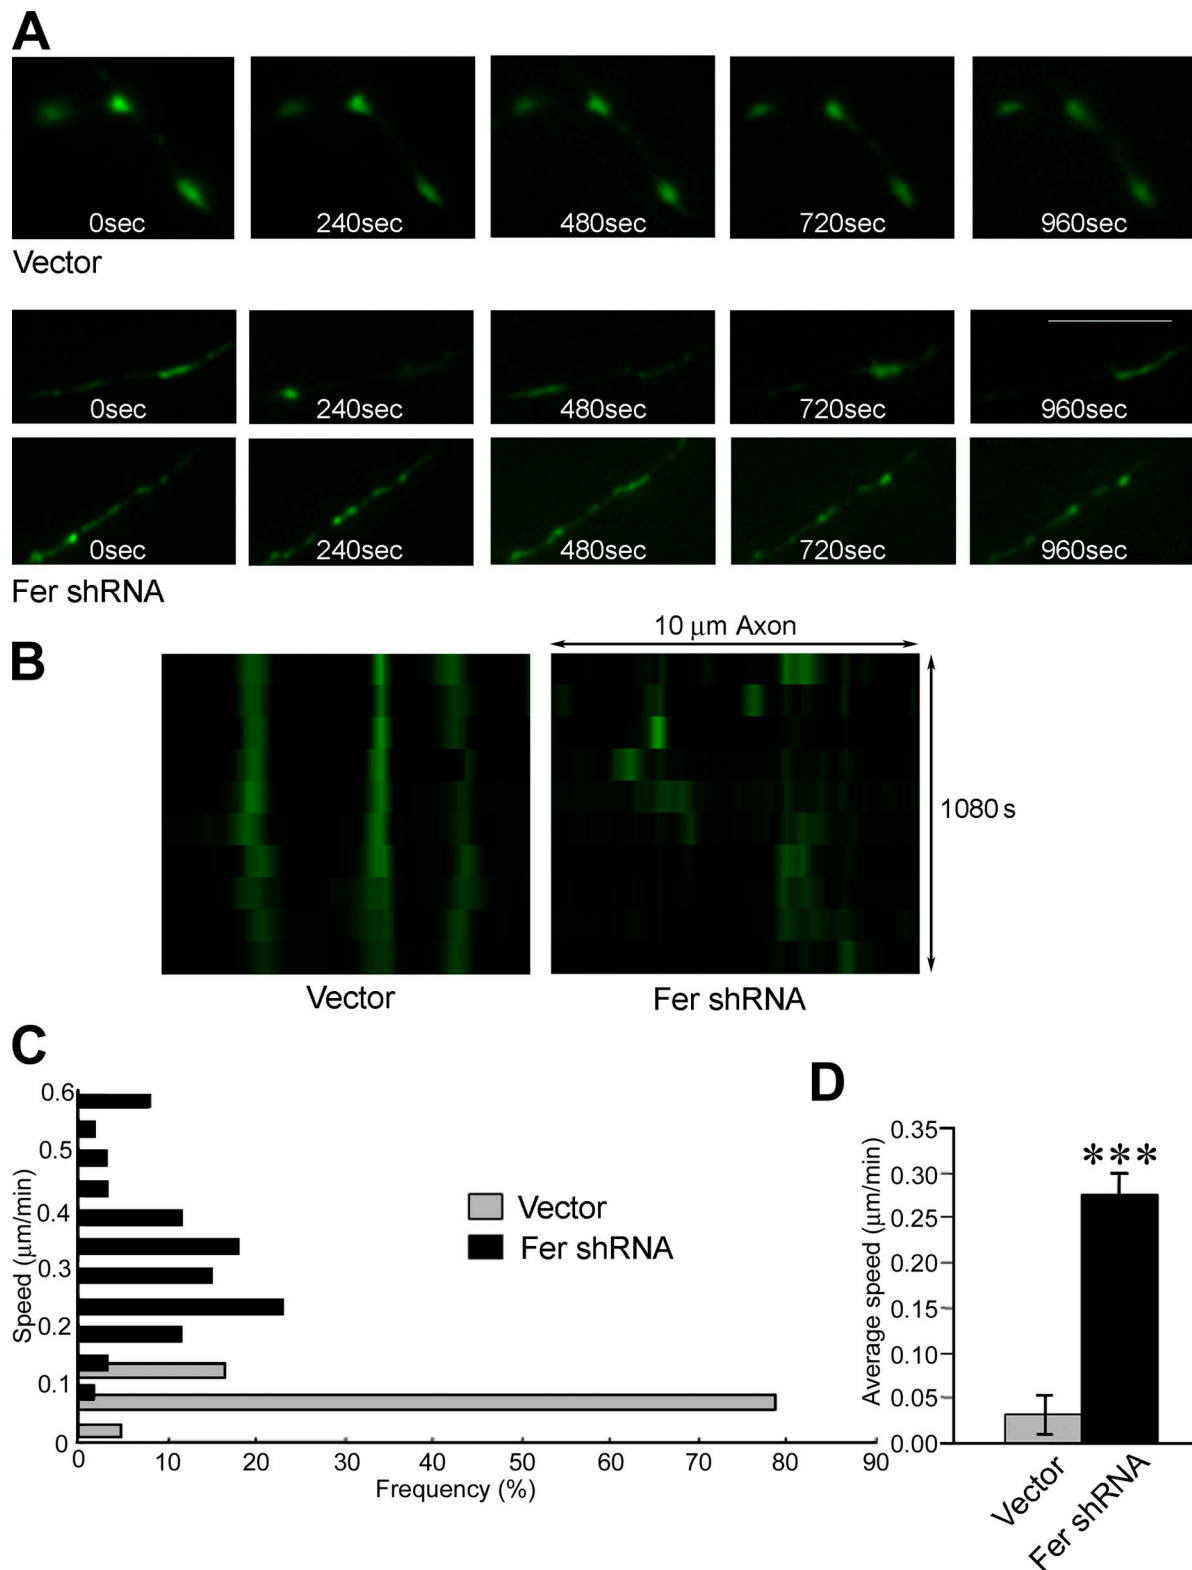 A
0sec 240sec 480sec 720sec 960sec
Vector
0sec 240sec 480sec 720sec 960sec
0sec 240sec 480sec 720sec 960sec
Fer shRNA
B
10 μm Axon
1080 s
Vector Fer shRNA
C
Speed (μm/min)
0.6
0.5
0.4
0.3
0.2
0.1
0
0 10 20 30 40 50 60 70 80 90
Frequency (%)
Vector
Fer shRNA
D
Average speed (μm/min)
0.35
0.30
0.25
0.20
0.15
0.10
0.05
0.00
***
Vector
Fer shRNA